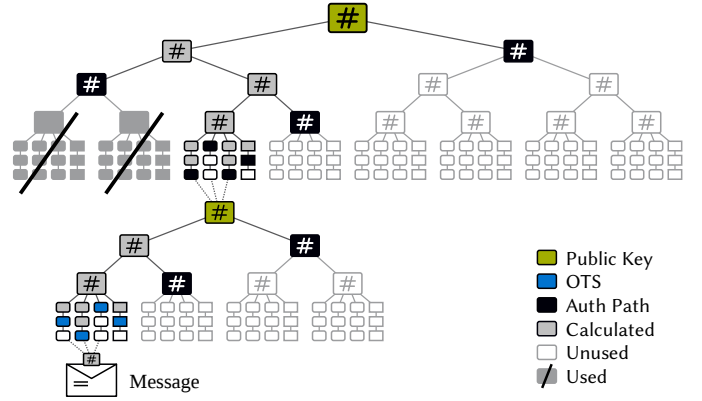 #
# #
# # # #
# # # # # #
#
# #
# # # #
#
Message
Public Key
OTS
Auth Path
Calculated
Unused
Used